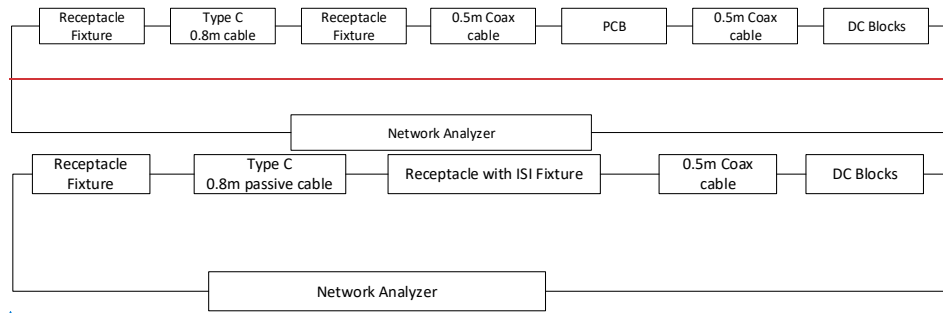 Receptacle
Fixture
Type C
0.8m cable
Receptacle
Fixture
0.5m Coax
cable
PCB
0.5m Coax
cable
DC Blocks
Network Analyzer
Receptacle
Fixture
Type C
0.8m passive cable
Receptacle with ISI Fixture
0.5m Coax
cable
DC Blocks
Network Analyzer